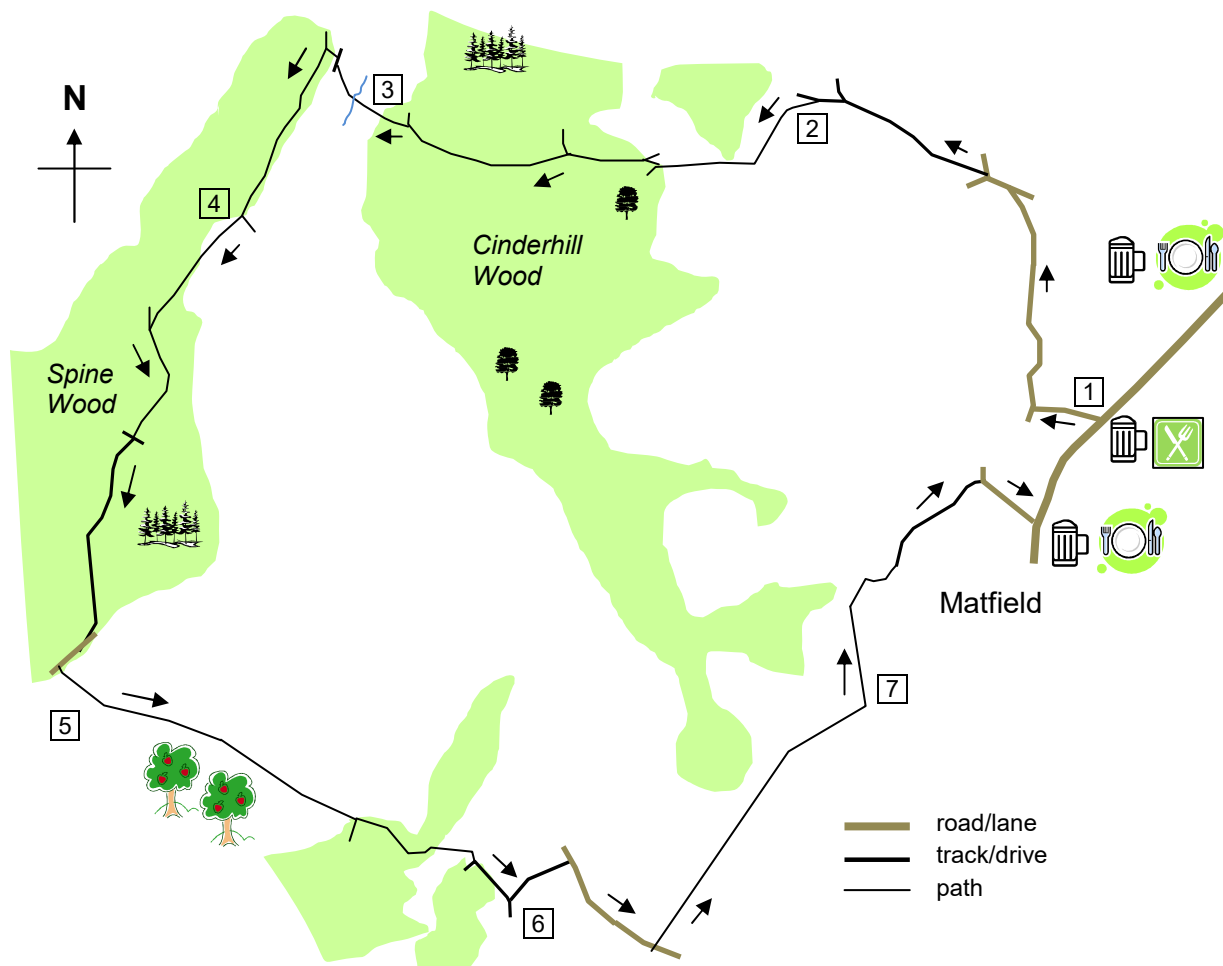 N
3
2
4
Cinderhill
Wood
Spine
Wood
1
Matfield
7
5
6
road/lane
track/drive
path